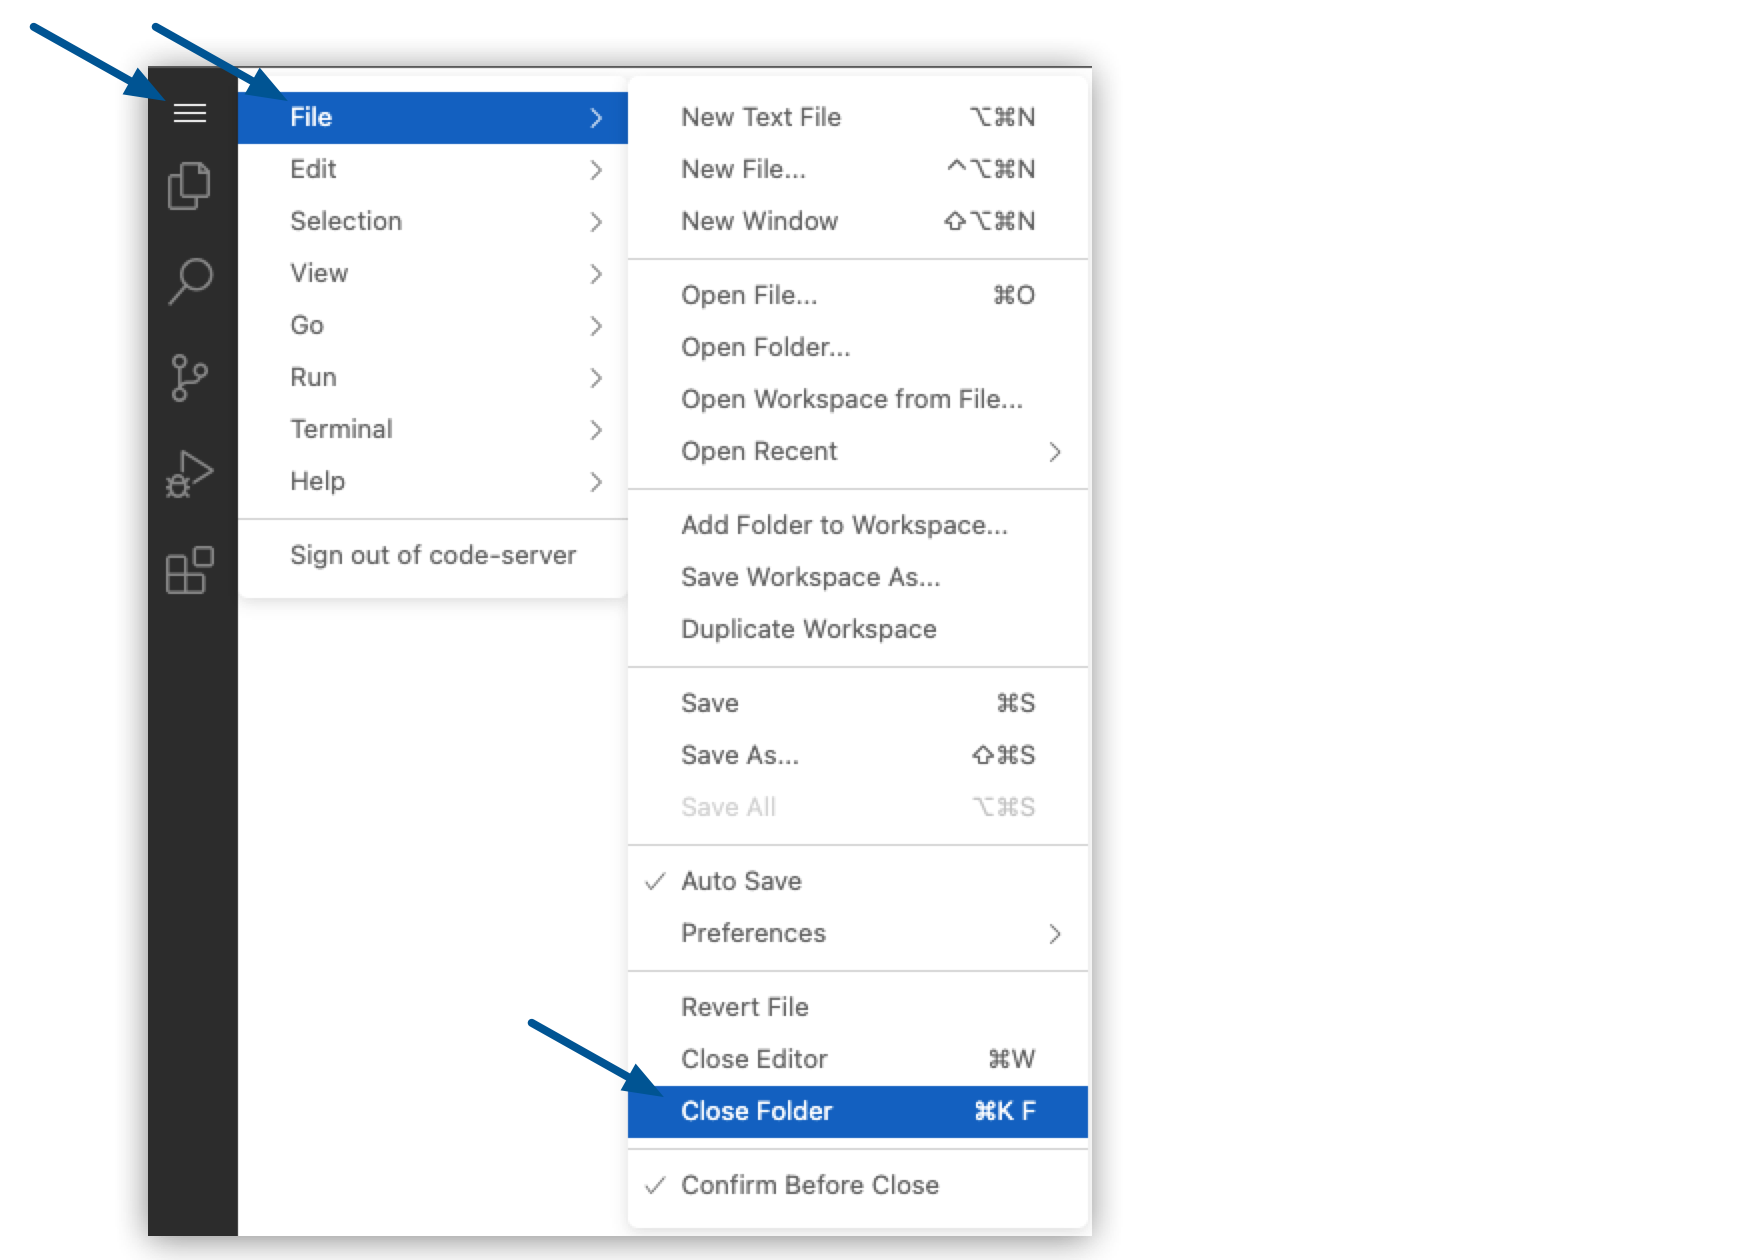 File
Edit
Selection
View
Go
Run
Terminal
Help
Sign out of code-server
New Text File ⌥⌘N
New File... ^⌥⌘N
New Window ⇧⌥⌘N
Open File... ⌘O
Open Folder...
Open Workspace from File...
Open Recent
Add Folder to Workspace...
Save Workspace As...
Duplicate Workspace
Save ⌘S
Save As... ⇧⌘S
Save All ⌥⌘S
Auto Save
Preferences
Revert File
Close Editor ⌘W
Close Folder ⌘K F
Confirm Before Close